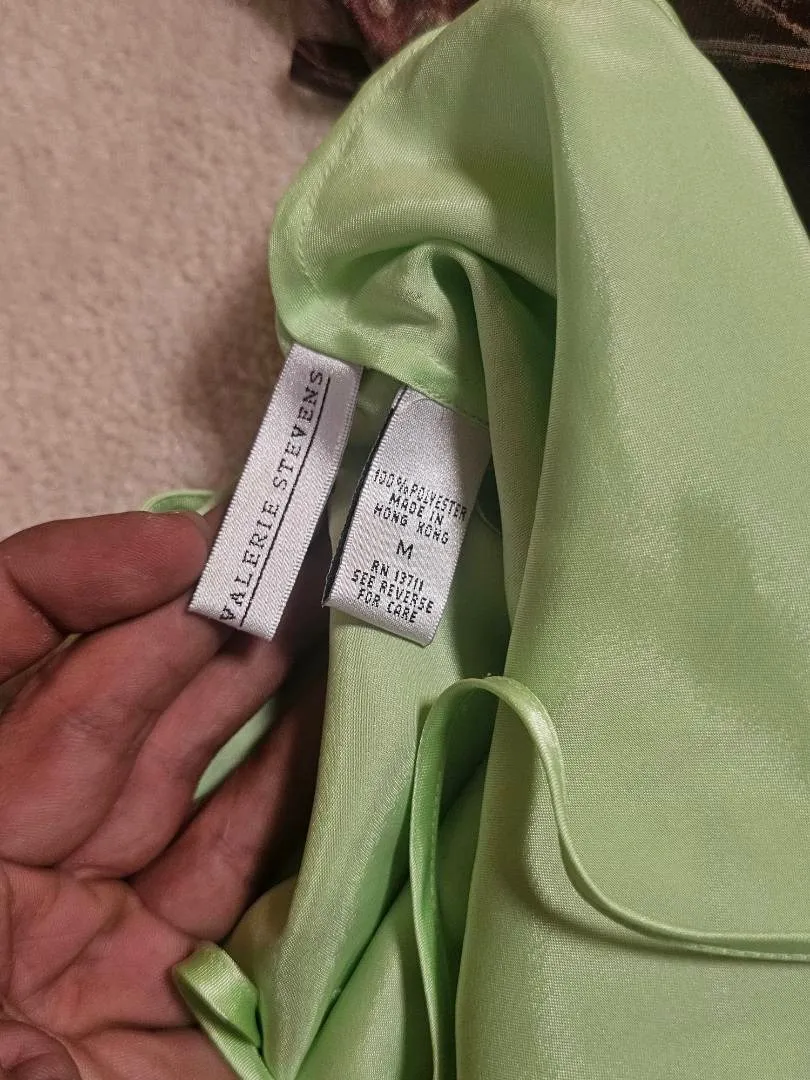 VALERIE STEVENS
100% POLYESTER
MADE IN
HONG KONG
M
RN 13711
SEE REVERSE
FOR CARE